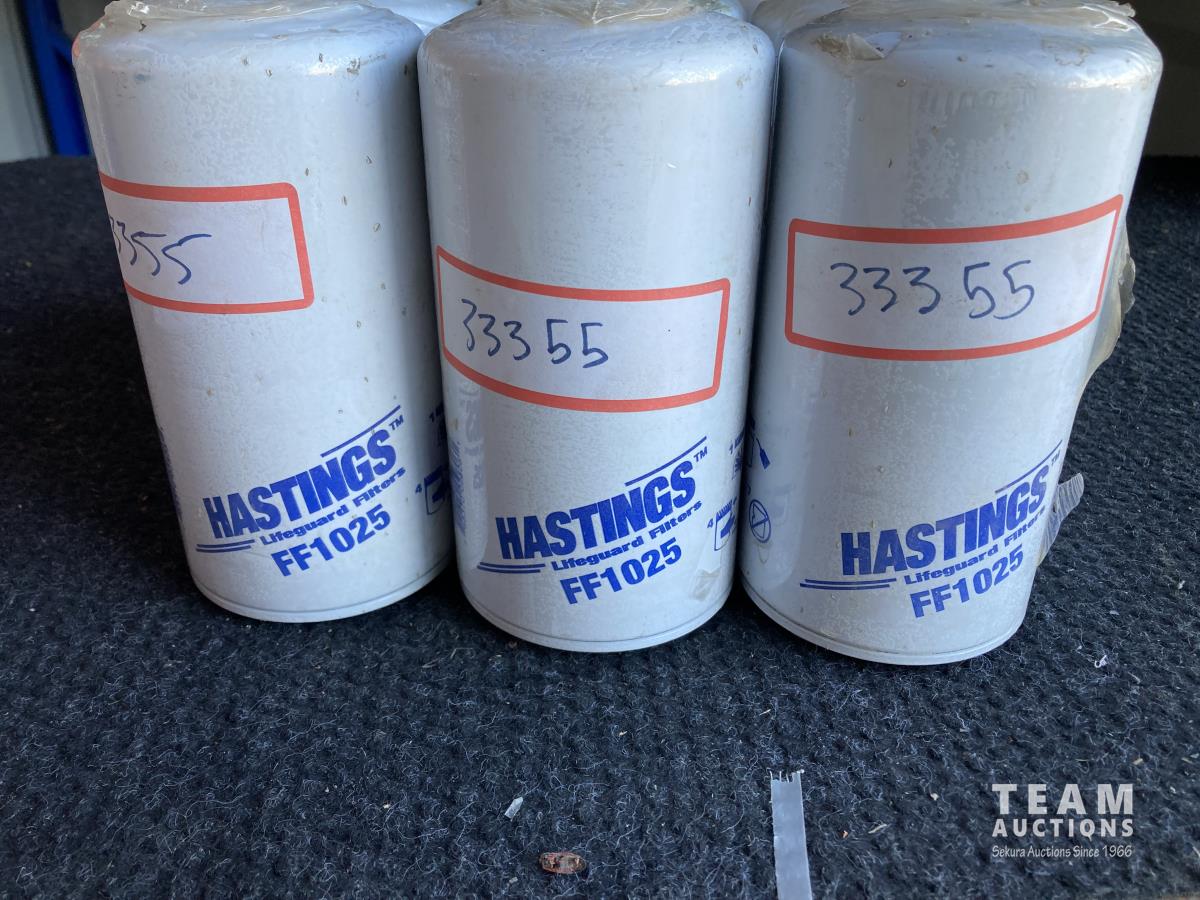 3355
33355
33355
HASTINGS™
Lifeguard Filters
FF1025
HASTINGS™
Lifeguard Filters
FF1025
HASTINGS
Lifeguard Filters
FF1025
TEAM
AUCTIONS
Sekura Auctions Since 1966